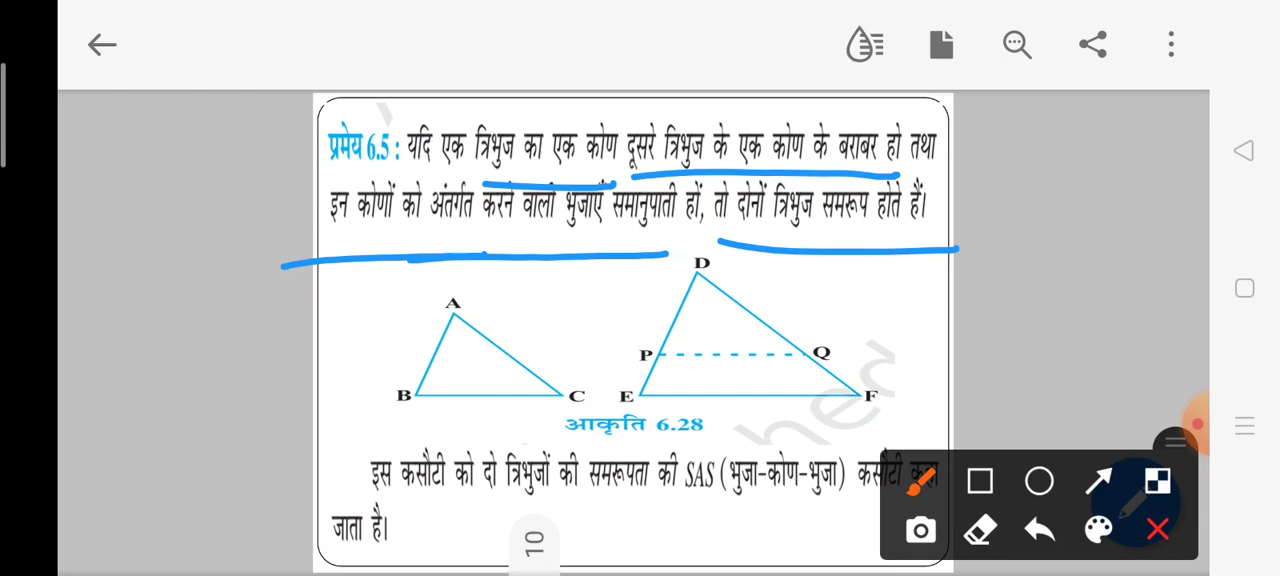 प्रमेय 6.5 : यदि एक त्रिभुज का एक कोण दूसरे त्रिभुज के एक कोण के बराबर हो तथा
इन कोणों को अंतर्गत करने वाली भुजाएँ समानुपाती हों, तो दोनों त्रिभुज समरूप होते हैं।
D
A
P Q
B C E F
आकृति 6.28
इस कसौटी को दो त्रिभुजों की समरूपता की SAS (भुजा-कोण-भुजा) कसौटी कहा
जाता है।
10